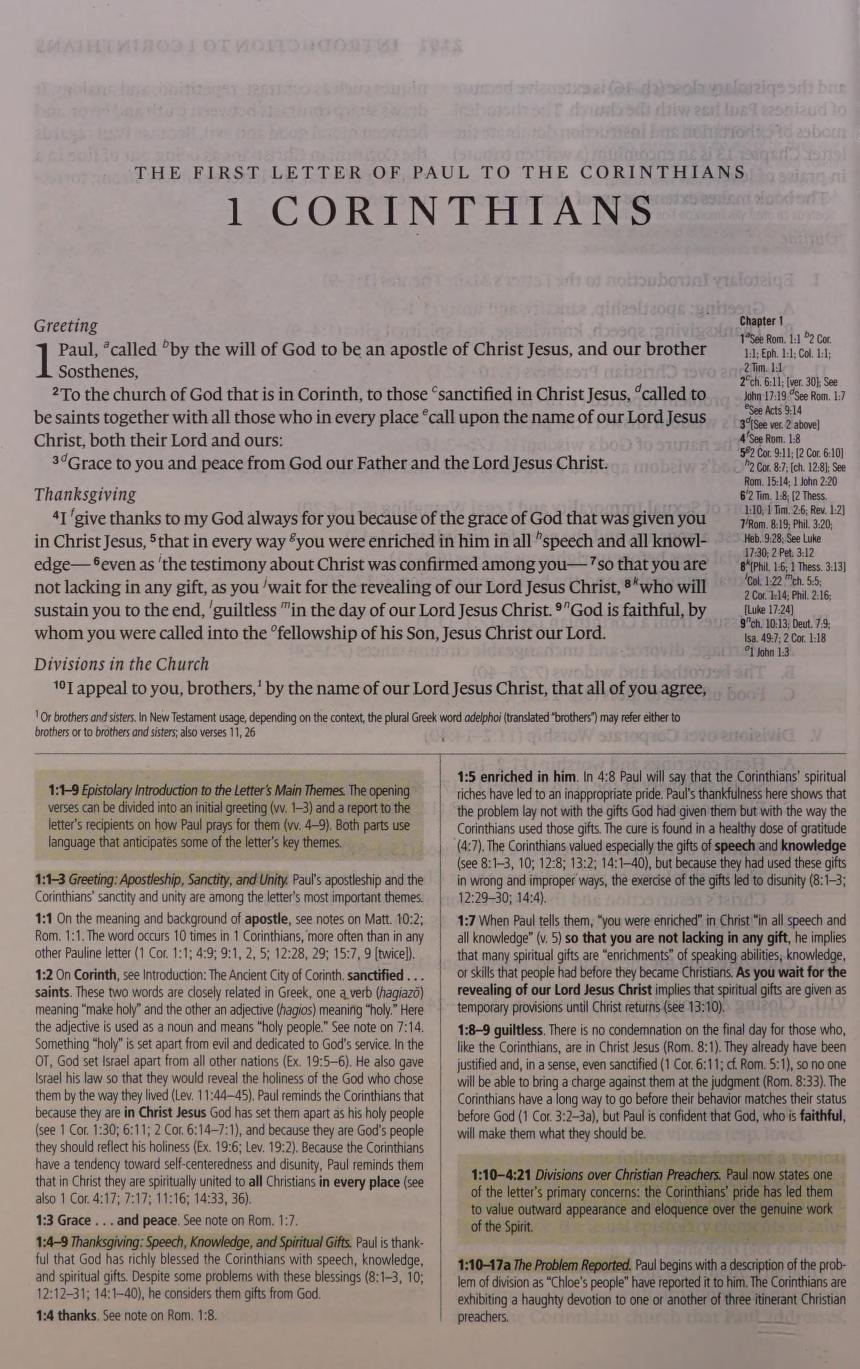 THE FIRST LETTER OF PAUL TO THE CORINTHIANS
1 CORINTHIANS
Greeting
1 Paul, ᵃcalled ᵇby the will of God to be an apostle of Christ Jesus, and our brother
Sosthenes,
²To the church of God that is in Corinth, to those ᶜsanctified in Christ Jesus, ᵈcalled to
be saints together with all those who in every place ᵉcall upon the name of our Lord Jesus
Christ, both their Lord and ours:
³ᵈGrace to you and peace from God our Father and the Lord Jesus Christ.
Thanksgiving
⁴I ᶠgive thanks to my God always for you because of the grace of God that was given you
in Christ Jesus, ⁵that in every way ᵍyou were enriched in him in all ʰspeech and all knowl-
edge—⁶even as ⁱthe testimony about Christ was confirmed among you—⁷so that you are
not lacking in any gift, as you ʲwait for the revealing of our Lord Jesus Christ, ⁸ᵏwho will
sustain you to the end, ˡguiltless ᵐin the day of our Lord Jesus Christ. ⁹ⁿGod is faithful, by
whom you were called into the ᵒfellowship of his Son, Jesus Christ our Lord.
Divisions in the Church
¹⁰I appeal to you, brothers,¹ by the name of our Lord Jesus Christ, that all of you agree,
Chapter 1
1ᵃSee Rom. 1:1 ᵇ2 Cor.
1:1; Eph. 1:1; Col. 1:1;
2 Tim. 1:1
2ᶜch. 6:11; [ver. 30]; See
John 17:19 ᵈSee Rom. 1:7
ᵉSee Acts 9:14
3ᵈ[See ver. 2 above]
4ᶠSee Rom. 1:8
5ᵍ2 Cor. 9:11; [2 Cor. 6:10]
ʰ2 Cor. 8:7; [ch. 12:8]; See
Rom. 15:14; 1 John 2:20
6ⁱ2 Tim. 1:8; [2 Thess.
1:10; 1 Tim. 2:6; Rev. 1:2]
7ʲRom. 8:19; Phil. 3:20;
Heb. 9:28; See Luke
17:30; 2 Pet. 3:12
8ᵏ[Phil. 1:6; 1 Thess. 3:13]
ˡCol. 1:22 ᵐch. 5:5;
2 Cor. 1:14; Phil. 2:16;
[Luke 17:24]
9ⁿch. 10:13; Deut. 7:9;
Isa. 49:7; 2 Cor. 1:18
ᵒ1 John 1:3
¹ Or brothers and sisters. In New Testament usage, depending on the context, the plural Greek word adelphoi (translated “brothers”) may refer either to
brothers or to brothers and sisters; also verses 11, 26
1:1–9 Epistolary Introduction to the Letter's Main Themes. The opening
verses can be divided into an initial greeting (vv. 1–3) and a report to the
letter's recipients on how Paul prays for them (vv. 4–9). Both parts use
language that anticipates some of the letter's key themes.
1:1–3 Greeting: Apostleship, Sanctity, and Unity. Paul's apostleship and the
Corinthians' sanctity and unity are among the letter's most important themes.
1:1 On the meaning and background of apostle, see notes on Matt. 10:2;
Rom. 1:1. The word occurs 10 times in 1 Corinthians, more often than in any
other Pauline letter (1 Cor. 1:1; 4:9; 9:1, 2, 5; 12:28, 29; 15:7, 9 [twice]).
1:2 On Corinth, see Introduction: The Ancient City of Corinth. sanctified . . .
saints. These two words are closely related in Greek, one a verb (hagiazō)
meaning “make holy” and the other an adjective (hagios) meaning “holy.” Here
the adjective is used as a noun and means “holy people.” See note on 7:14.
Something “holy” is set apart from evil and dedicated to God's service. In the
OT, God set Israel apart from all other nations (Ex. 19:5–6). He also gave
Israel his law so that they would reveal the holiness of the God who chose
them by the way they lived (Lev. 11:44–45). Paul reminds the Corinthians that
because they are in Christ Jesus God has set them apart as his holy people
(see 1 Cor. 1:30; 6:11; 2 Cor. 6:14–7:1), and because they are God's people
they should reflect his holiness (Ex. 19:6; Lev. 19:2). Because the Corinthians
have a tendency toward self-centeredness and disunity, Paul reminds them
that in Christ they are spiritually united to all Christians in every place (see
also 1 Cor. 4:17; 7:17; 11:16; 14:33, 36).
1:3 Grace . . . and peace. See note on Rom. 1:7.
1:4–9 Thanksgiving: Speech, Knowledge, and Spiritual Gifts. Paul is thank-
ful that God has richly blessed the Corinthians with speech, knowledge,
and spiritual gifts. Despite some problems with these blessings (8:1–3, 10;
12:12–31; 14:1–40), he considers them gifts from God.
1:4 thanks. See note on Rom. 1:8.
1:5 enriched in him. In 4:8 Paul will say that the Corinthians' spiritual
riches have led to an inappropriate pride. Paul's thankfulness here shows that
the problem lay not with the gifts God had given them but with the way the
Corinthians used those gifts. The cure is found in a healthy dose of gratitude
(4:7). The Corinthians valued especially the gifts of speech and knowledge
(see 8:1–3, 10; 12:8; 13:2; 14:1–40), but because they had used these gifts
in wrong and improper ways, the exercise of the gifts led to disunity (8:1–3;
12:29–30; 14:4).
1:7 When Paul tells them, “you were enriched” in Christ “in all speech and
all knowledge” (v. 5) so that you are not lacking in any gift, he implies
that many spiritual gifts are “enrichments” of speaking abilities, knowledge,
or skills that people had before they became Christians. As you wait for the
revealing of our Lord Jesus Christ implies that spiritual gifts are given as
temporary provisions until Christ returns (see 13:10).
1:8–9 guiltless. There is no condemnation on the final day for those who,
like the Corinthians, are in Christ Jesus (Rom. 8:1). They already have been
justified and, in a sense, even sanctified (1 Cor. 6:11; cf. Rom. 5:1), so no one
will be able to bring a charge against them at the judgment (Rom. 8:33). The
Corinthians have a long way to go before their behavior matches their status
before God (1 Cor. 3:2–3a), but Paul is confident that God, who is faithful,
will make them what they should be.
1:10–4:21 Divisions over Christian Preachers. Paul now states one
of the letter's primary concerns: the Corinthians' pride has led them
to value outward appearance and eloquence over the genuine work
of the Spirit.
1:10–17a The Problem Reported. Paul begins with a description of the prob-
lem of division as “Chloe's people” have reported it to him. The Corinthians are
exhibiting a haughty devotion to one or another of three itinerant Christian
preachers.